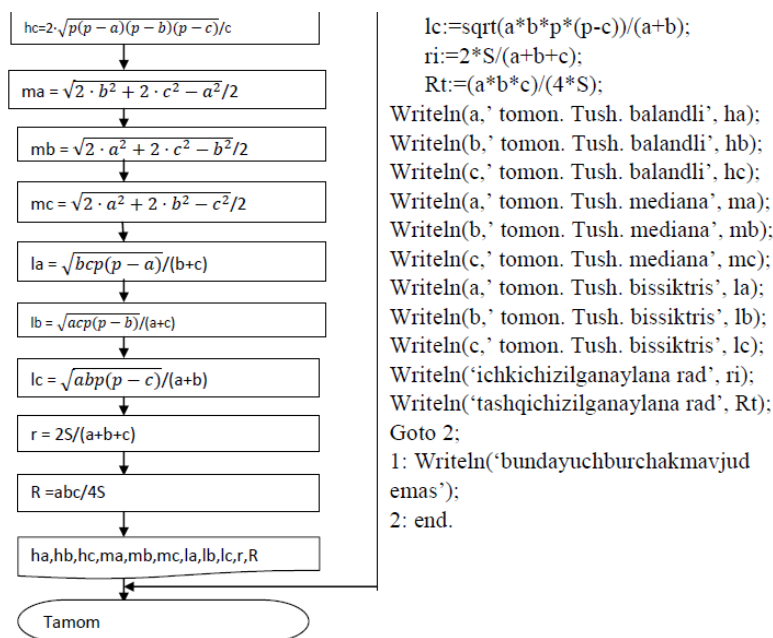 hc=2·√p(p − a)(p − b)(p − c)/c
ma = √2 · b² + 2 · c² − a²/2
mb = √2 · a² + 2 · c² − b²/2
mc = √2 · a² + 2 · b² − c²/2
la = √bcp(p − a)/(b+c)
lb = √acp(p − b)/(a+c)
lc = √abp(p − c)/(a+b)
r = 2S/(a+b+c)
R =abc/4S
ha,hb,hc,ma,mb,mc,la,lb,lc,r,R
Tamom
lc:=sqrt(a*b*p*(p-c))/(a+b);
ri:=2*S/(a+b+c);
Rt:=(a*b*c)/(4*S);
Writeln(a,’ tomon. Tush. balandli’, ha);
Writeln(b,’ tomon. Tush. balandli’, hb);
Writeln(c,’ tomon. Tush. balandli’, hc);
Writeln(a,’ tomon. Tush. mediana’, ma);
Writeln(b,’ tomon. Tush. mediana’, mb);
Writeln(c,’ tomon. Tush. mediana’, mc);
Writeln(a,’ tomon. Tush. bissiktris’, la);
Writeln(b,’ tomon. Tush. bissiktris’, lb);
Writeln(c,’ tomon. Tush. bissiktris’, lc);
Writeln(‘ichkichizilganaylana rad’, ri);
Writeln(‘tashqichizilganaylana rad’, Rt);
Goto 2;
1: Writeln(‘bundayuchburchakmavjud
emas’);
2: end.